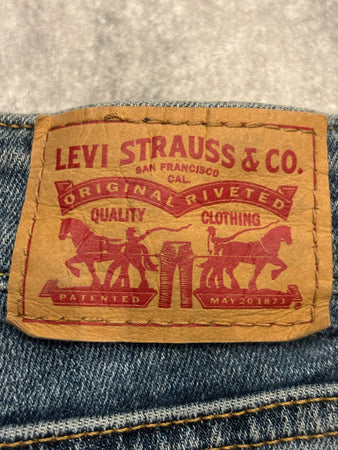 LEVI STRAUSS & CO.
SAN FRANCISCO
CAL.
ORIGINAL RIVETED
QUALITY CLOTHING
PATENTED MAY 20 1873